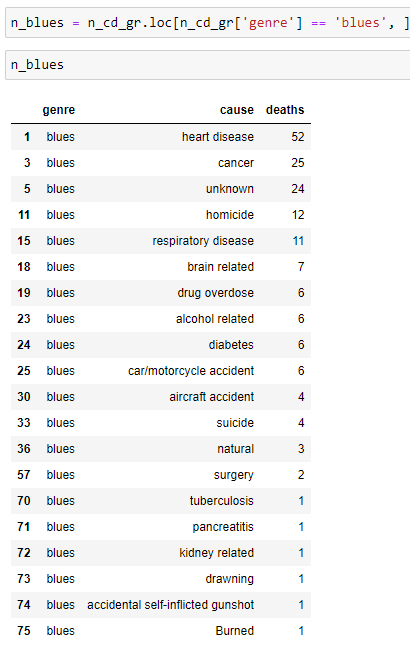 n_blues = n_cd_gr.loc[n_cd_gr['genre'] == 'blues', ]
n_blues
genre cause deaths
1 blues heart disease 52
3 blues cancer 25
5 blues unknown 24
11 blues homicide 12
15 blues respiratory disease 11
18 blues brain related 7
19 blues drug overdose 6
23 blues alcohol related 6
24 blues diabetes 6
25 blues car/motorcycle accident 6
30 blues aircraft accident 4
33 blues suicide 4
36 blues natural 3
57 blues surgery 2
70 blues tuberculosis 1
71 blues pancreatitis 1
72 blues kidney related 1
73 blues drawning 1
74 blues accidental self-inflicted gunshot 1
75 blues Burned 1